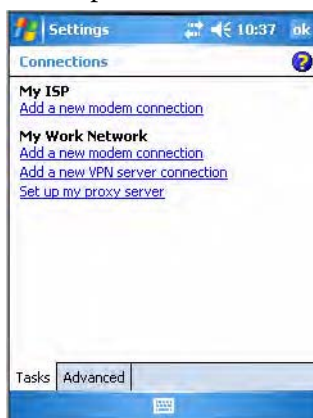 Settings 10:37 ok
Connections
My ISP
Add a new modem connection
My Work Network
Add a new modem connection
Add a new VPN server connection
Set up my proxy server
Tasks Advanced